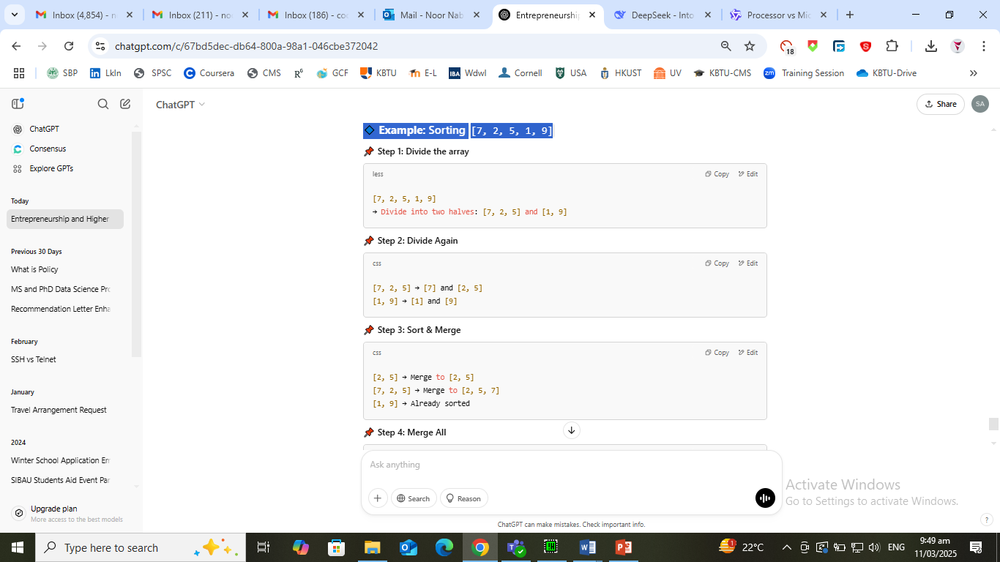 Inbox (4,854) - n
Inbox (211) - no
Inbox (186) - co
Mail - Noor Nab
Entrepreneurship
DeepSeek - Into
Processor vs Mic
chatgpt.com/c/67bd5dec-db64-800a-98a1-046cbe372042
18
SBP
LkIn
SPSC
Coursera
CMS
R^G
GCF
KBTU
E-L
IBA Wdwl
Cornell
USA
HKUST
UV
KBTU-CMS
zm Training Session
KBTU-Drive
ChatGPT
Share
SA
ChatGPT
Consensus
Explore GPTs
Today
Entrepreneurship and Higher
Previous 30 Days
What is Policy
MS and PhD Data Science Pro
Recommendation Letter Enha
February
SSH vs Telnet
January
Travel Arrangement Request
2024
Winter School Application Em
SIBAU Students Aid Event Par
Upgrade plan
More access to the best models
Example: Sorting [7, 2, 5, 1, 9]
Step 1: Divide the array
less Copy Edit
[7, 2, 5, 1, 9]
→ Divide into two halves: [7, 2, 5] and [1, 9]
Step 2: Divide Again
css Copy Edit
[7, 2, 5] → [7] and [2, 5]
[1, 9] → [1] and [9]
Step 3: Sort & Merge
css Copy Edit
[2, 5] → Merge to [2, 5]
[7, 2, 5] → Merge to [2, 5, 7]
[1, 9] → Already sorted
Step 4: Merge All
Ask anything
Search
Reason
ChatGPT can make mistakes. Check important info.
?
Activate Windows
Go to Settings to activate Windows.
Type here to search
1
22°C
ENG
9:49 am
11/03/2025